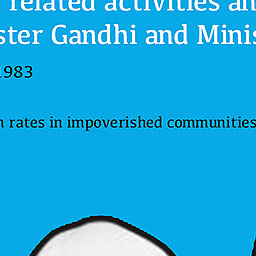 related activities an
ster Gandhi and Minis
1983
n rates in impoverished communities